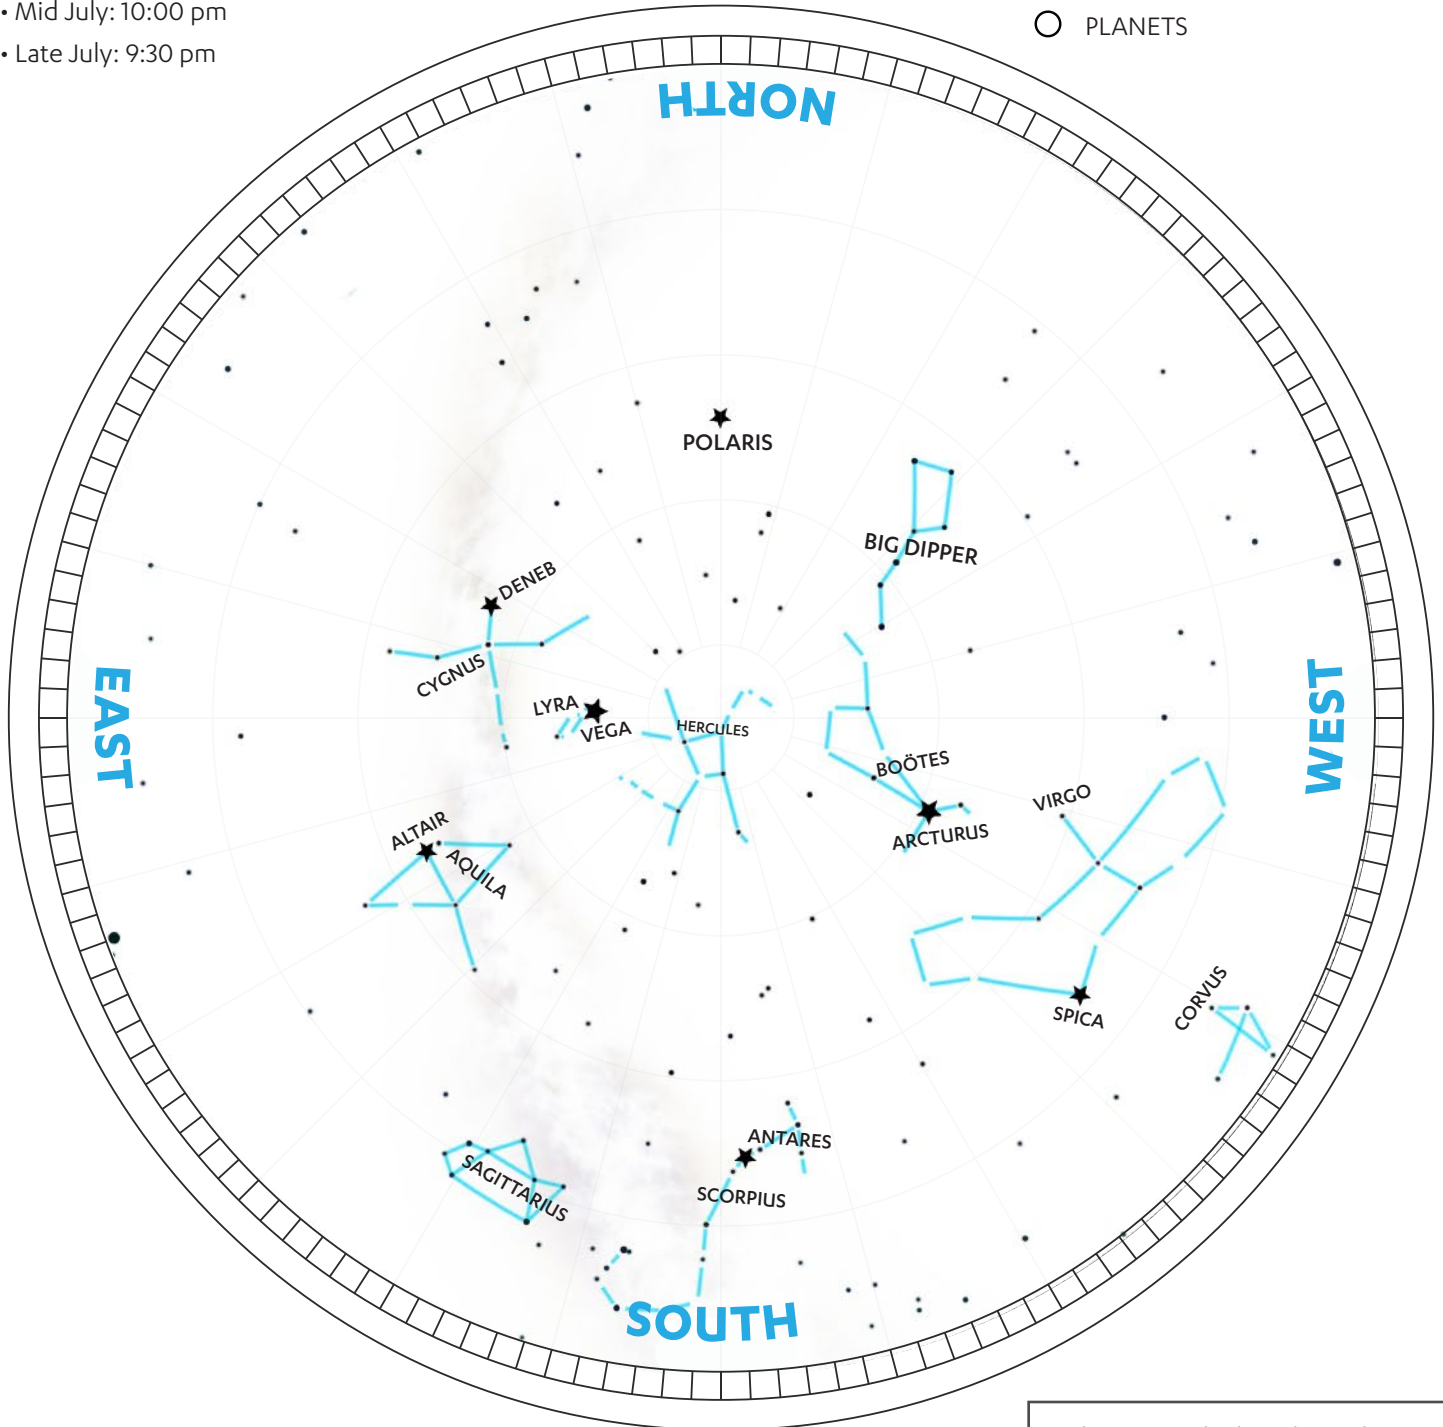 • Mid July: 10:00 pm
• Late July: 9:30 pm
PLANETS
NORTH
POLARIS
BIG DIPPER
DENEB
CYGNUS
LYRA
VEGA
HERCULES
BOÖTES
ARCTURUS
VIRGO
EAST
WEST
ALTAIR
AQUILA
SPICA
CORVUS
ANTARES
SAGITTARIUS
SCORPIUS
SOUTH